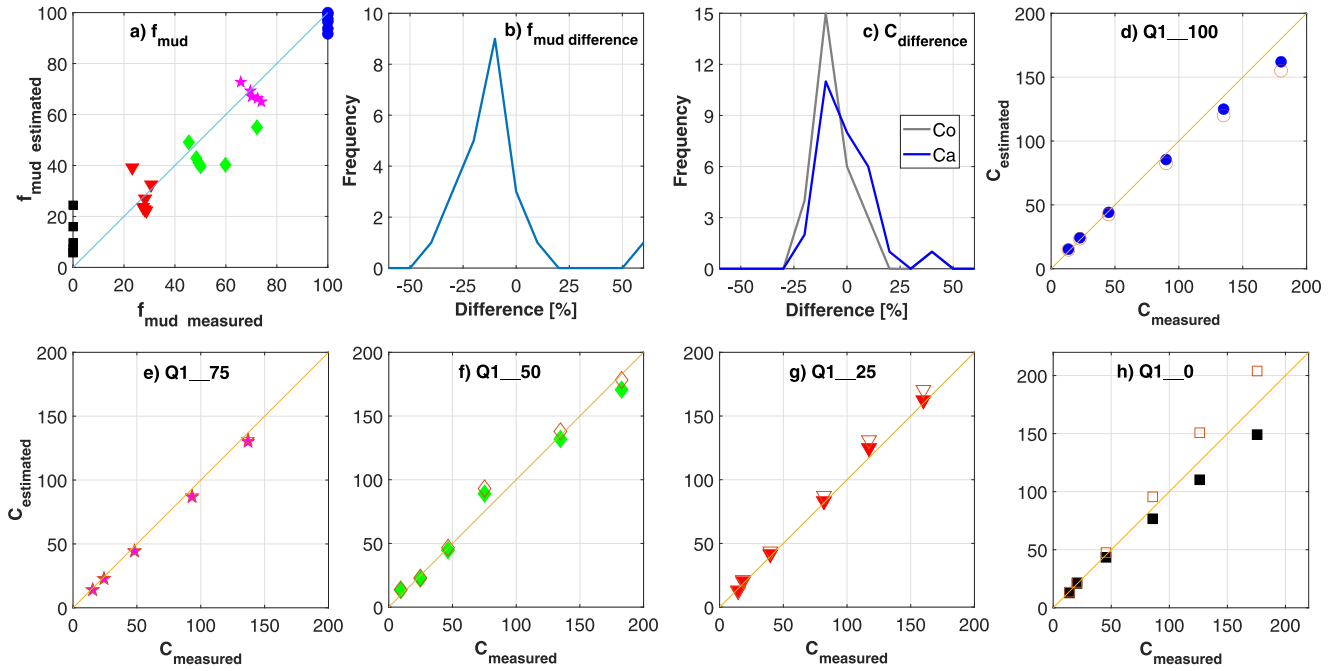 a) f_mud
f_mud estimated
100
80
60
40
20
0
0 20 40 60 80 100
f_mud measured
b) f_mud difference
Frequency
10
8
6
4
2
0
-50 0 50
Difference [%]
c) C_difference
Frequency
15
12
9
6
3
0
Co
Ca
-50 0 50
Difference [%]
d) Q1__100
C_estimated
200
150
100
50
0
0 50 100 150 200
C_measured
e) Q1__75
C_estimated
200
150
100
50
0
0 50 100 150 200
C_measured
f) Q1__50
200
150
100
50
0
0 50 100 150 200
C_measured
g) Q1__25
200
150
100
50
0
0 50 100 150 200
C_measured
h) Q1__0
200
150
100
50
0
0 50 100 150 200
C_measured